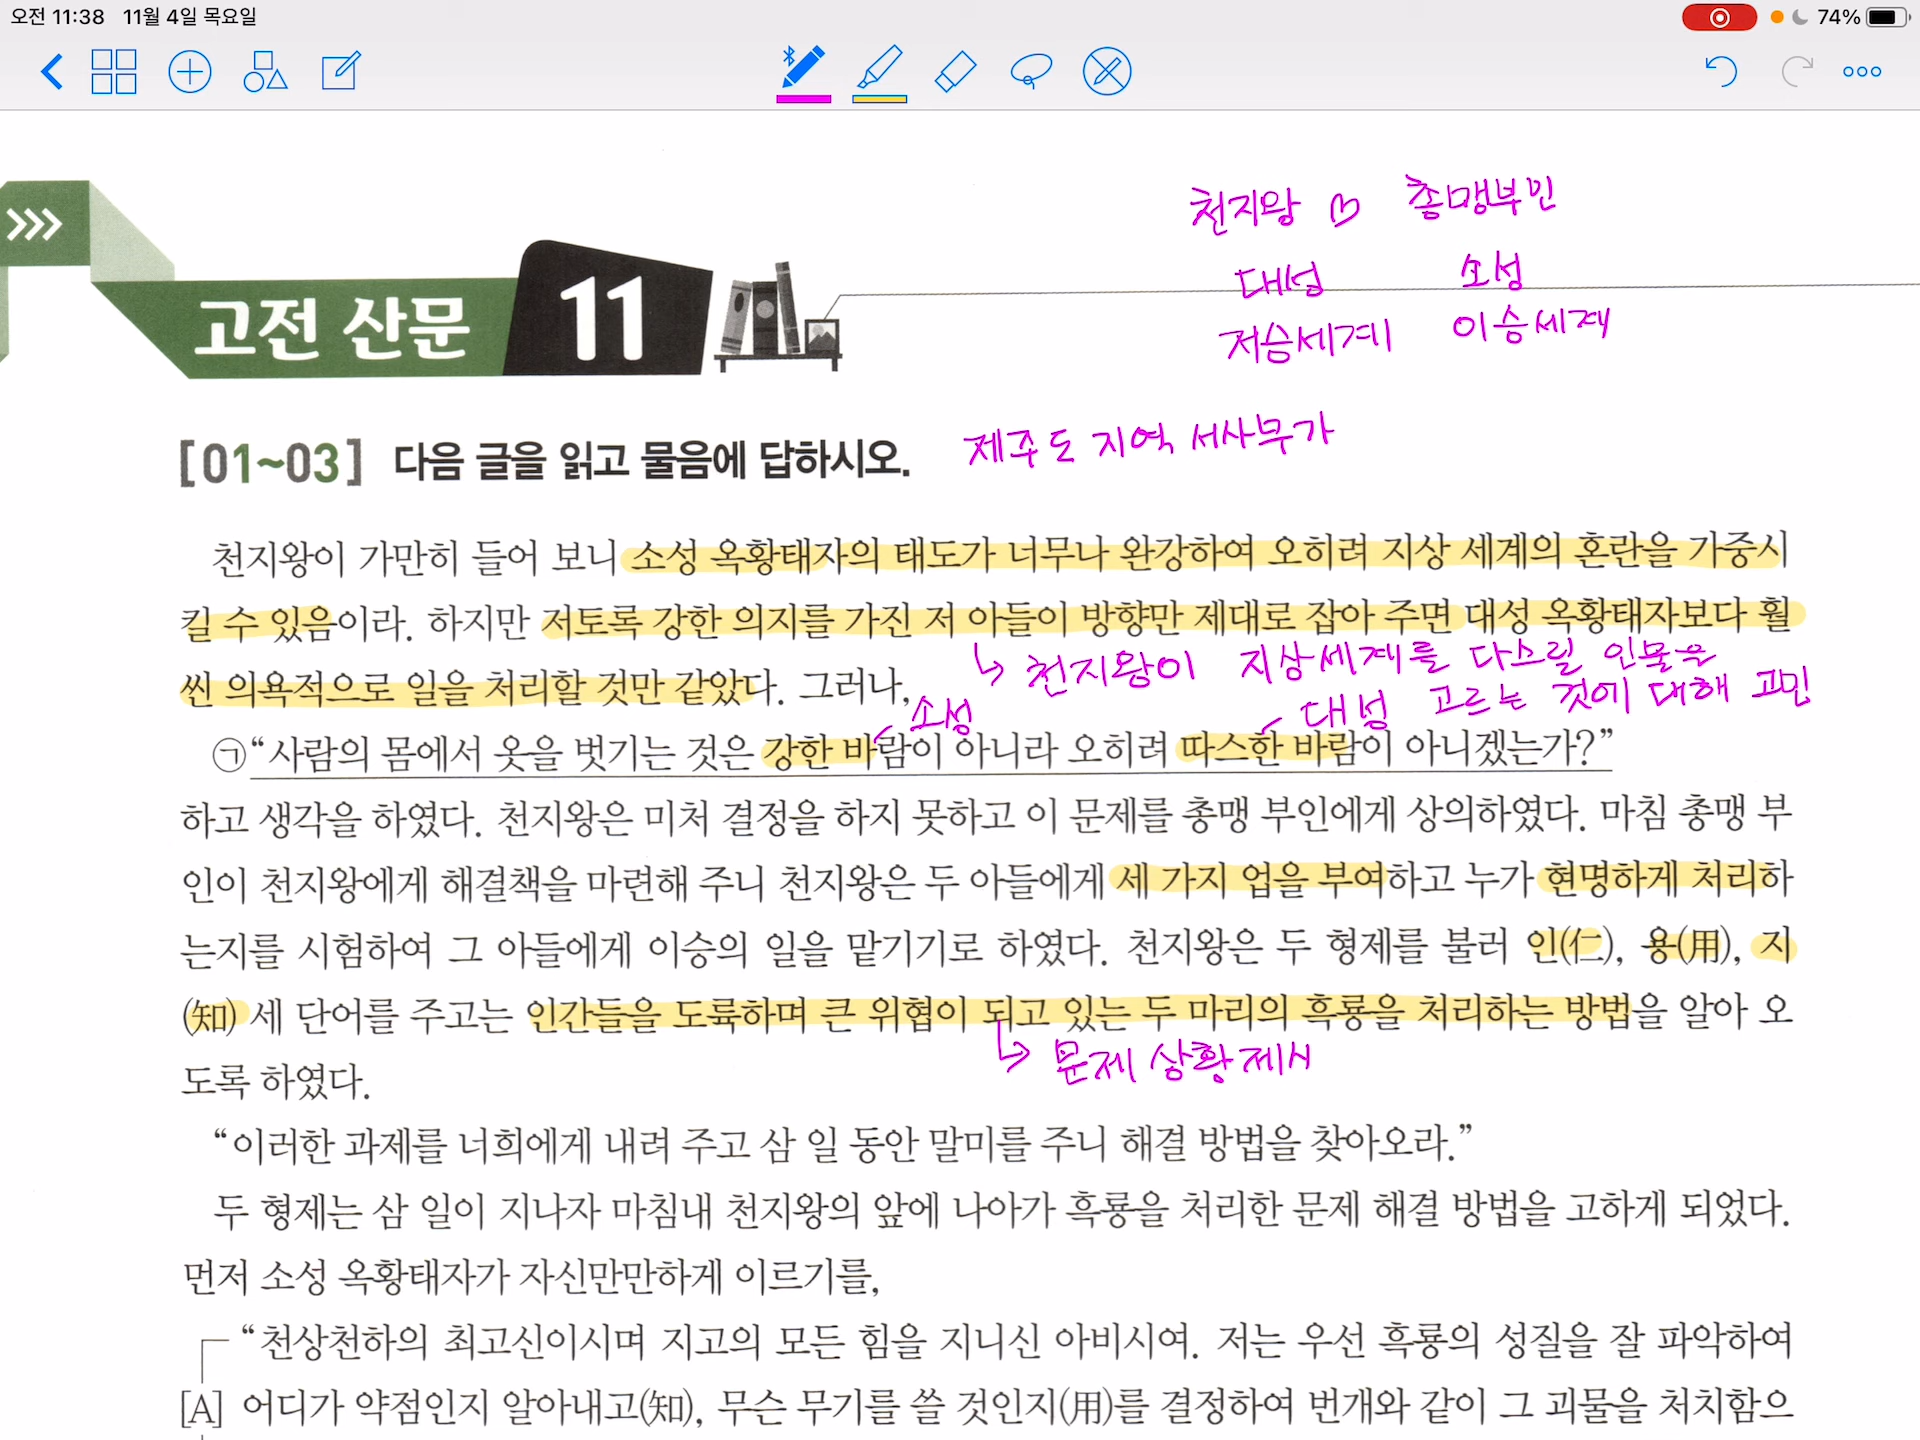 오전 11:38 11월 4일 목요일
74%
천지왕 ♡ 총맹부인
대성 소성
저승세계 이승세계
고전 산문 11
[01~03] 다음 글을 읽고 물음에 답하시오.
제주도 지역 서사무가
천지왕이 가만히 들어 보니 소성 옥황태자의 태도가 너무나 완강하여 오히려 지상 세계의 혼란을 가중시
킬 수 있음이라. 하지만 저토록 강한 의지를 가진 저 아들이 방향만 제대로 잡아 주면 대성 옥황태자보다 훨
씬 의욕적으로 일을 처리할 것만 같았다. 그러나,
↳ 천지왕이 지상세계를 다스릴 인물을
고르는 것에 대해 고민
소성
대성
㉠“사람의 몸에서 옷을 벗기는 것은 강한 바람이 아니라 오히려 따스한 바람이 아니겠는가?”
하고 생각을 하였다. 천지왕은 미처 결정을 하지 못하고 이 문제를 총맹 부인에게 상의하였다. 마침 총맹 부
인이 천지왕에게 해결책을 마련해 주니 천지왕은 두 아들에게 세 가지 업을 부여하고 누가 현명하게 처리하
는지를 시험하여 그 아들에게 이승의 일을 맡기기로 하였다. 천지왕은 두 형제를 불러 인(仁), 용(用), 지
(知) 세 단어를 주고는 인간들을 도륙하며 큰 위협이 되고 있는 두 마리의 흑룡을 처리하는 방법을 알아 오
도록 하였다.
↳ 문제 상황 제시
“이러한 과제를 너희에게 내려 주고 삼 일 동안 말미를 주니 해결 방법을 찾아오라.”
두 형제는 삼 일이 지나자 마침내 천지왕의 앞에 나아가 흑룡을 처리한 문제 해결 방법을 고하게 되었다.
먼저 소성 옥황태자가 자신만만하게 이르기를,
“천상천하의 최고신이시며 지고의 모든 힘을 지니신 아비시여. 저는 우선 흑룡의 성질을 잘 파악하여
[A] 어디가 약점인지 알아내고(知), 무슨 무기를 쓸 것인지(用)를 결정하여 번개와 같이 그 괴물을 처치함으